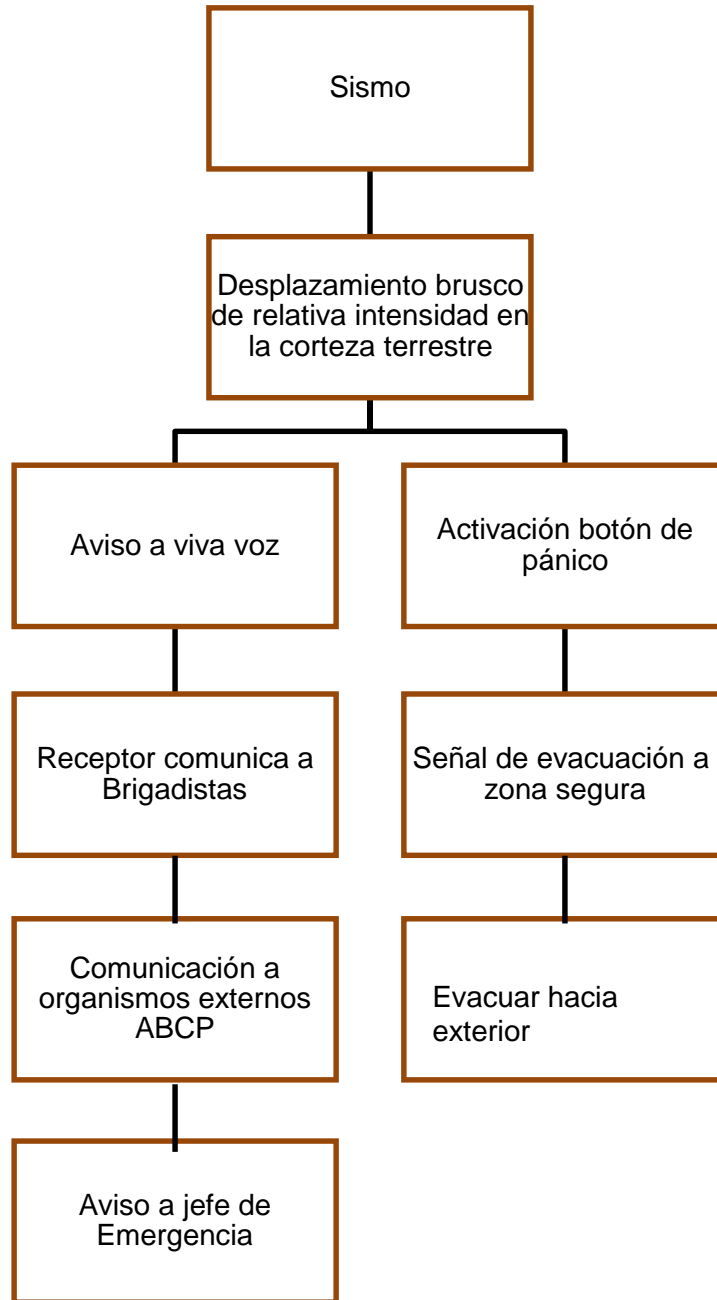 Sismo
Desplazamiento brusco
de relativa intensidad en
la corteza terrestre
Aviso a viva voz
Activación botón de
pánico
Receptor comunica a
Brigadistas
Señal de evacuación a
zona segura
Comunicación a
organismos externos
ABCP
Evacuar hacia
exterior
Aviso a jefe de
Emergencia